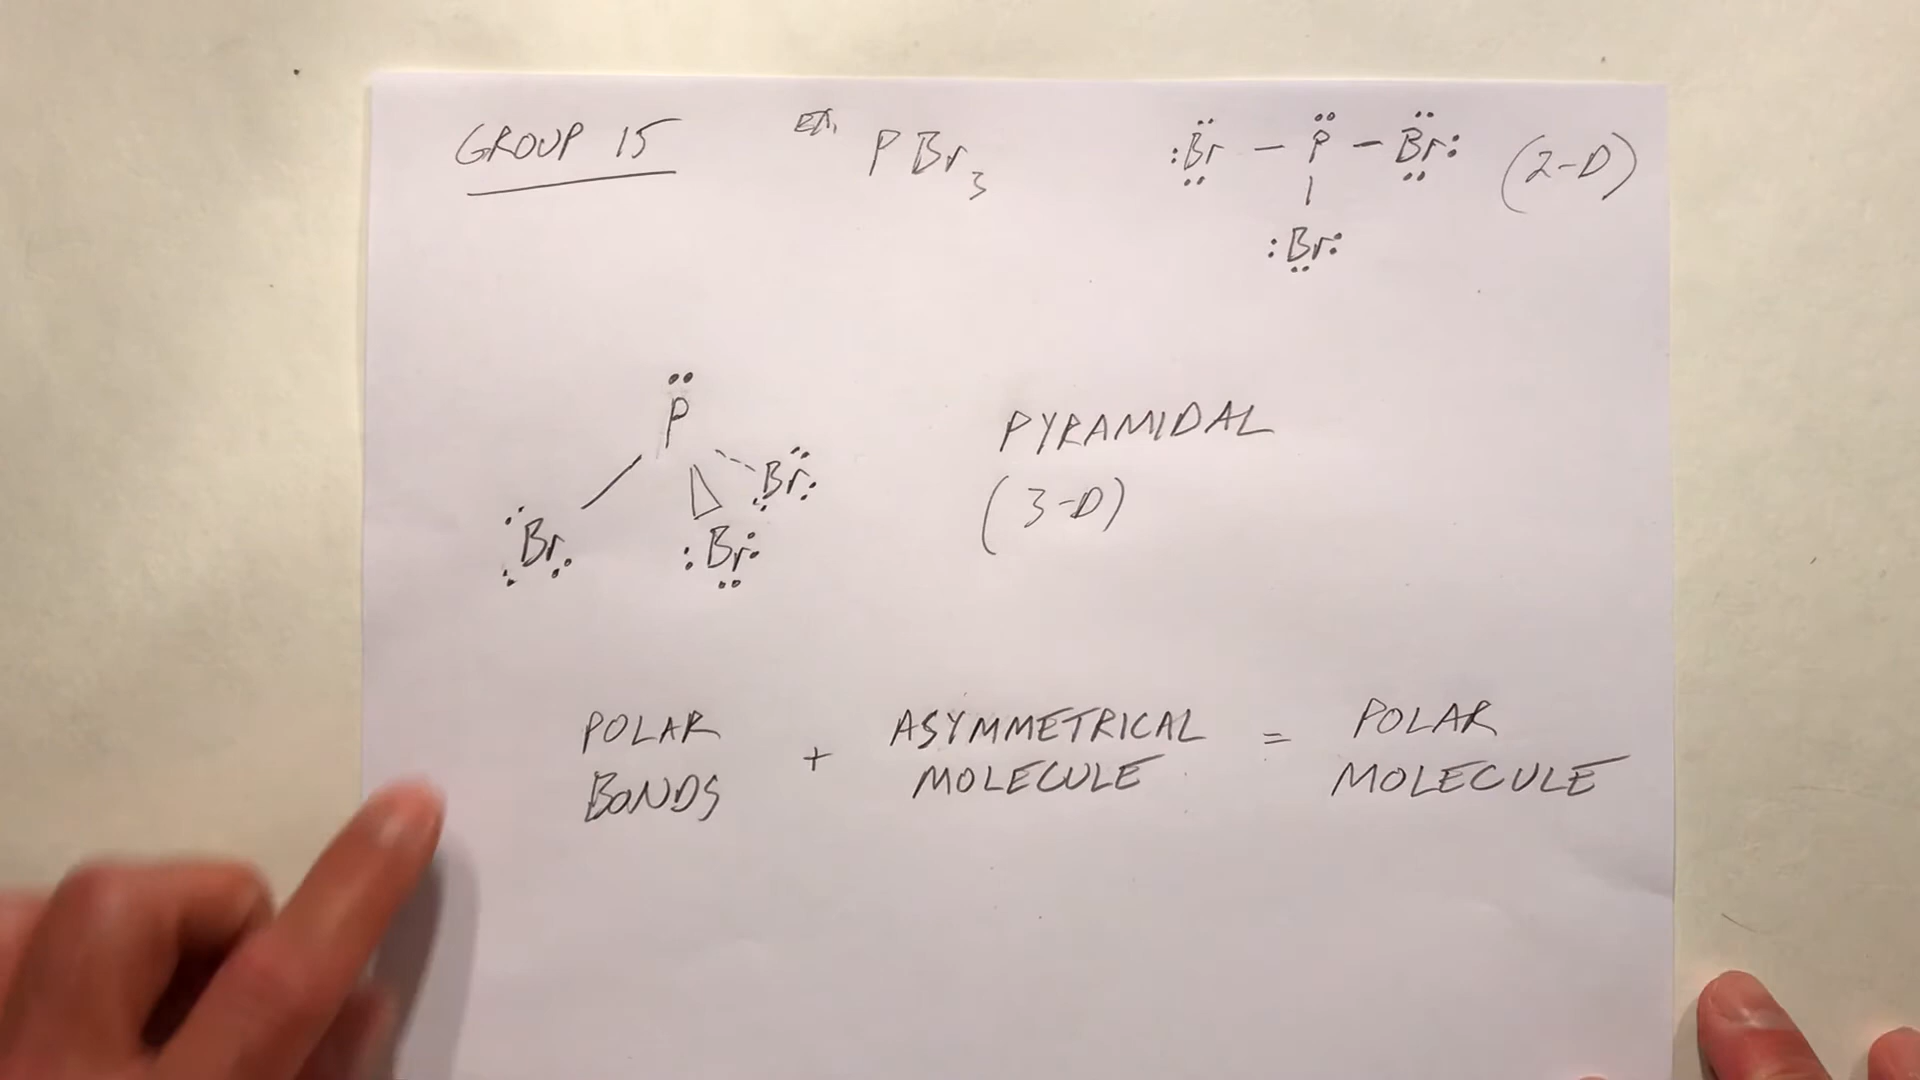 GROUP 15
EX. PBr3
:Br - P - Br: (2-D)
|
:Br:
P
Br Br:
:Br:
PYRAMIDAL
(3-D)
POLAR BONDS + ASYMMETRICAL MOLECULE = POLAR MOLECULE